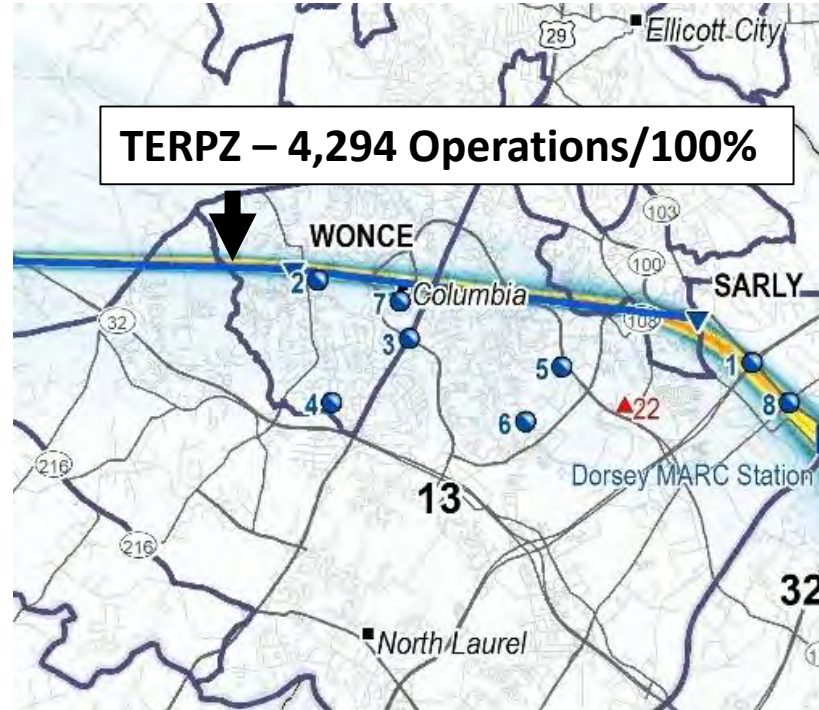 Ellicott City
29
TERPZ – 4,294 Operations/100%
103
WONCE
100
SARLY
2
7
Columbia
32
108
3
1
5
4
22
8
6
216
Dorsey MARC Station
13
216
32
North Laurel
1